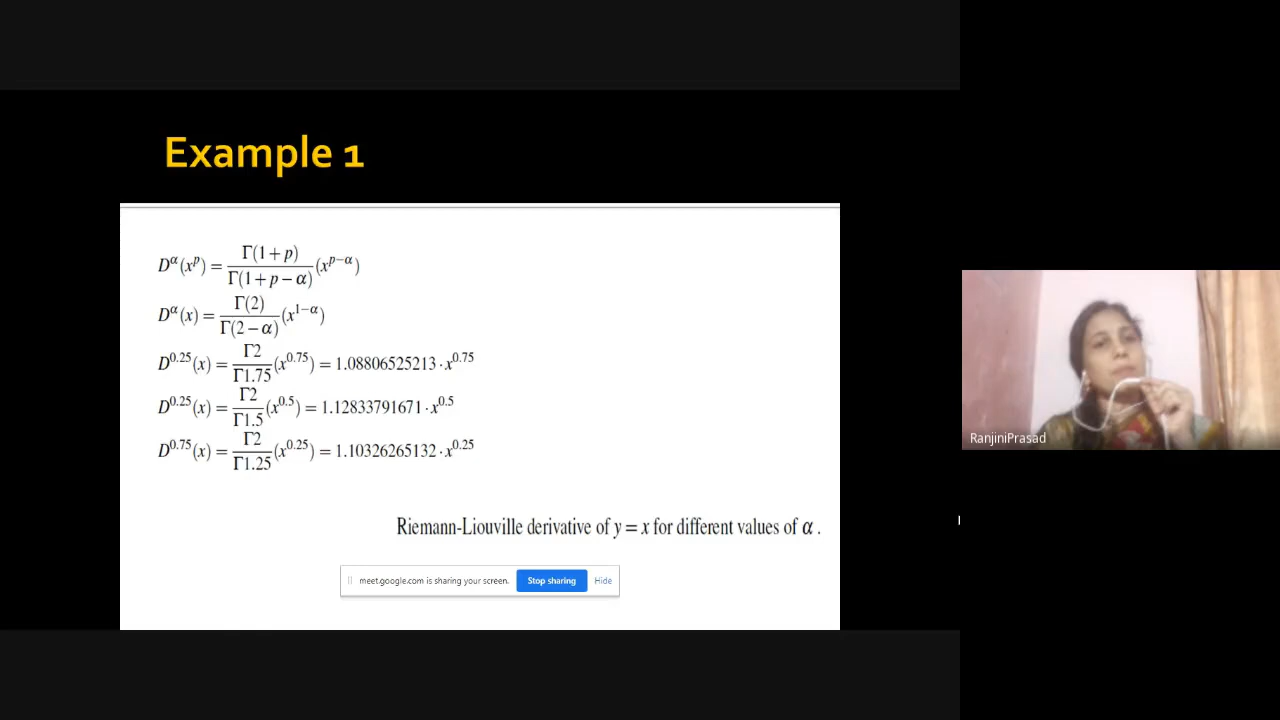 Example 1
D^α(x^p) = Γ(1+p)/Γ(1+p−α) (x^{p−α})
D^α(x) = Γ(2)/Γ(2−α) (x^{1−α})
D^{0.25}(x) = Γ2/Γ1.75 (x^{0.75}) = 1.08806525213 · x^{0.75}
D^{0.25}(x) = Γ2/Γ1.5 (x^{0.5}) = 1.12833791671 · x^{0.5}
D^{0.75}(x) = Γ2/Γ1.25 (x^{0.25}) = 1.10326265132 · x^{0.25}
Riemann-Liouville derivative of y = x for different values of α .
meet.google.com is sharing your screen. Stop sharing Hide
RanjiniPrasad